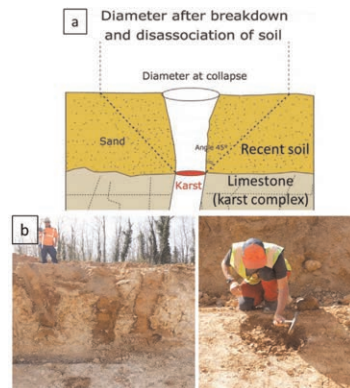 a
Diameter after breakdown
and disassociation of soil
Diameter at collapse
Sand
Angle 45°
Recent soil
Karst
Limestone
(karst complex)
b